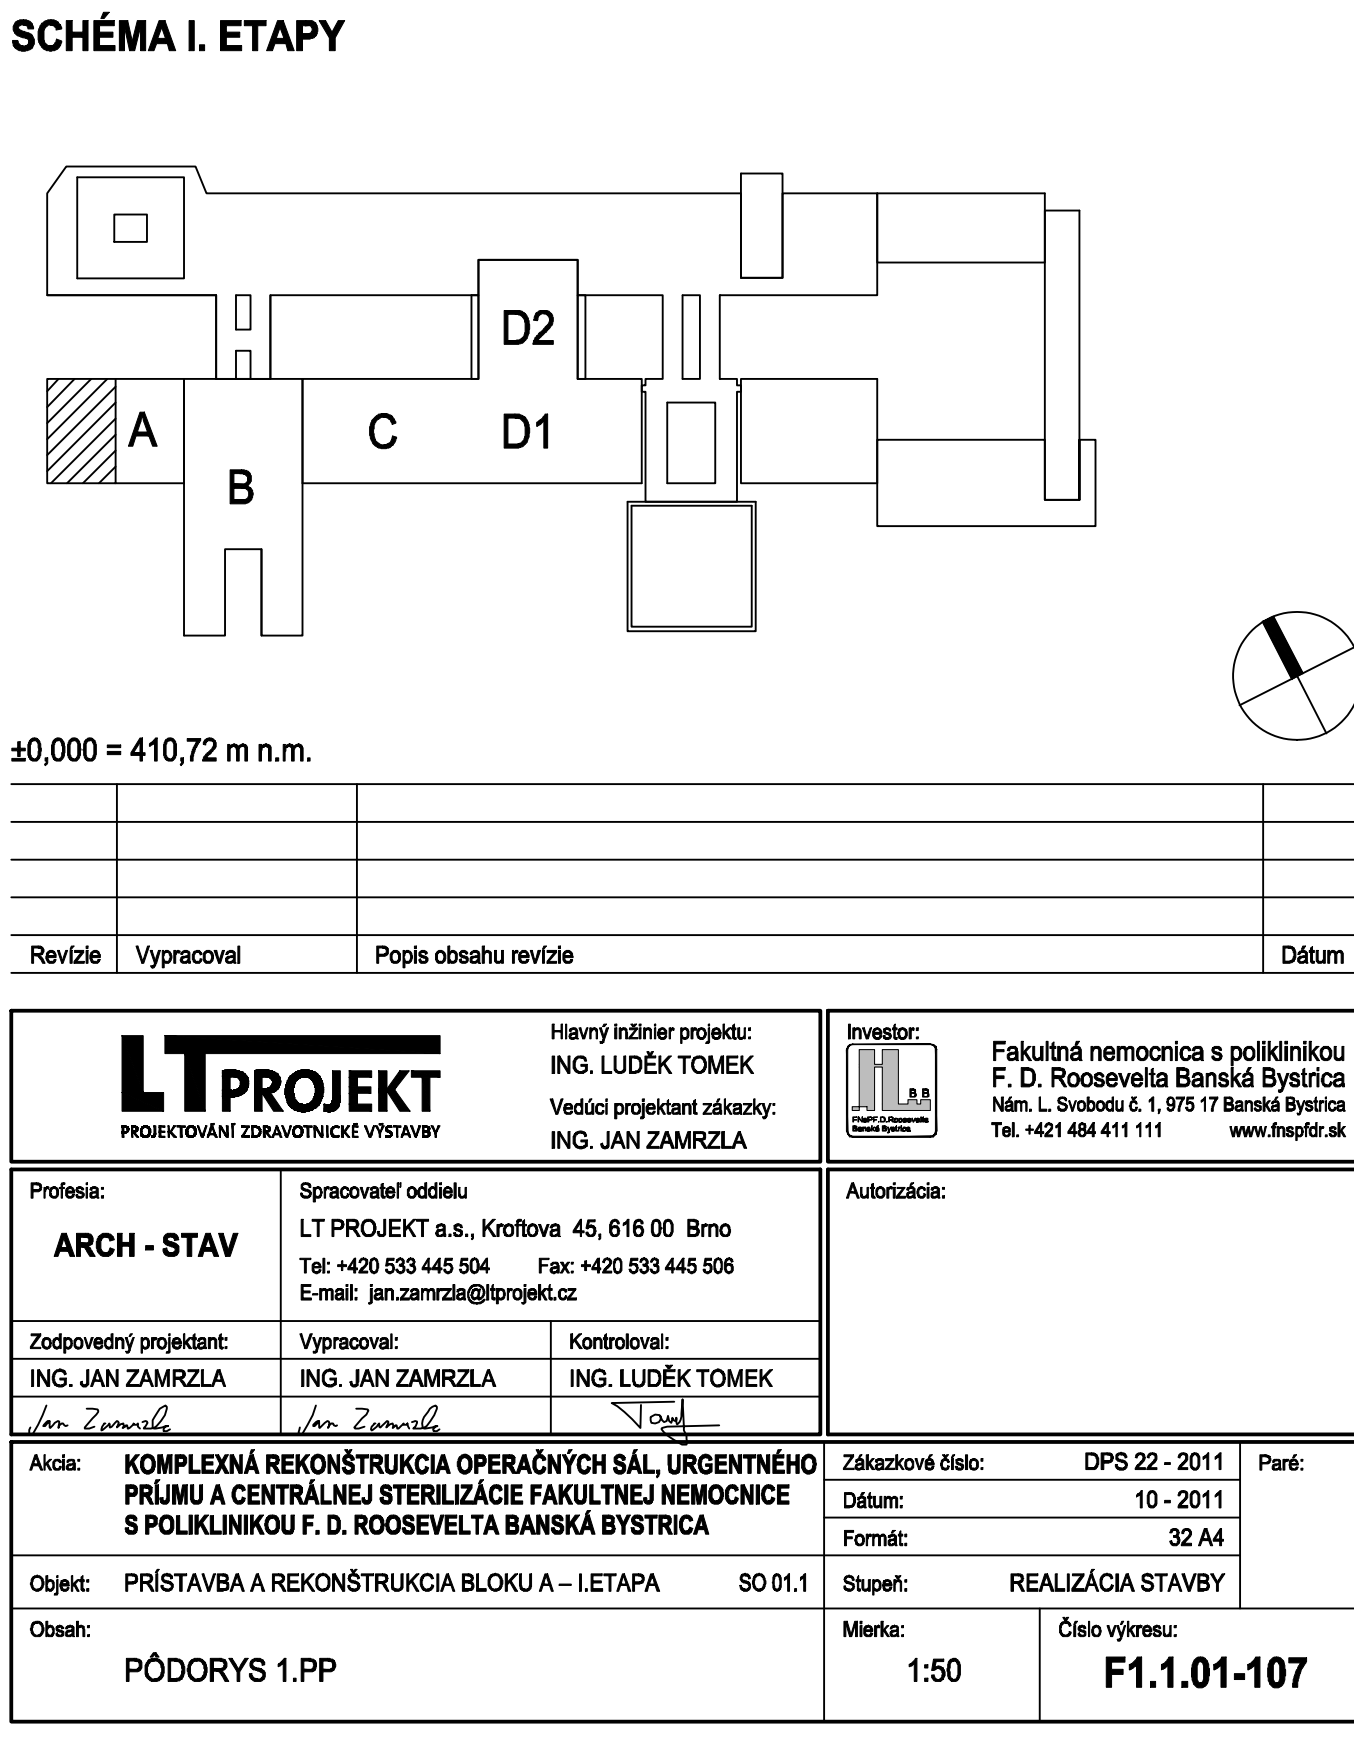 SCHÉMA I. ETAPY
D2
A
C
D1
B
±0,000 = 410,72 m n.m.
Revízie Vypracoval Popis obsahu revízie Dátum
LT PROJEKT
PROJEKTOVÁNÍ ZDRAVOTNICKÉ VÝSTAVBY
Hlavný inžinier projektu:
ING. LUDĚK TOMEK
Vedúci projektant zákazky:
ING. JAN ZAMRZLA
Investor:
B B
FNsPF.D.Roosevelta
Banská Bystrica
Fakultná nemocnica s poliklinikou
F. D. Roosevelta Banská Bystrica
Nám. L. Svobodu č. 1, 975 17 Banská Bystrica
Tel. +421 484 411 111 www.fnspfdr.sk
Profesia:
ARCH - STAV
Spracovateľ oddielu
LT PROJEKT a.s., Kroftova 45, 616 00 Brno
Tel: +420 533 445 504 Fax: +420 533 445 506
E-mail: jan.zamrzla@ltprojekt.cz
Autorizácia:
Zodpovedný projektant: Vypracoval: Kontroloval:
ING. JAN ZAMRZLA ING. JAN ZAMRZLA ING. LUDĚK TOMEK
Jan Zamrzla Jan Zamrzla
Akcia: KOMPLEXNÁ REKONŠTRUKCIA OPERAČNÝCH SÁL, URGENTNÉHO
PRÍJMU A CENTRÁLNEJ STERILIZÁCIE FAKULTNEJ NEMOCNICE
S POLIKLINIKOU F. D. ROOSEVELTA BANSKÁ BYSTRICA
Zákazkové číslo: DPS 22 - 2011
Dátum: 10 - 2011
Formát: 32 A4
Paré:
Objekt: PRÍSTAVBA A REKONŠTRUKCIA BLOKU A – I.ETAPA SO 01.1
Stupeň: REALIZÁCIA STAVBY
Obsah:
PÔDORYS 1.PP
Mierka:
1:50
Číslo výkresu:
F1.1.01-107